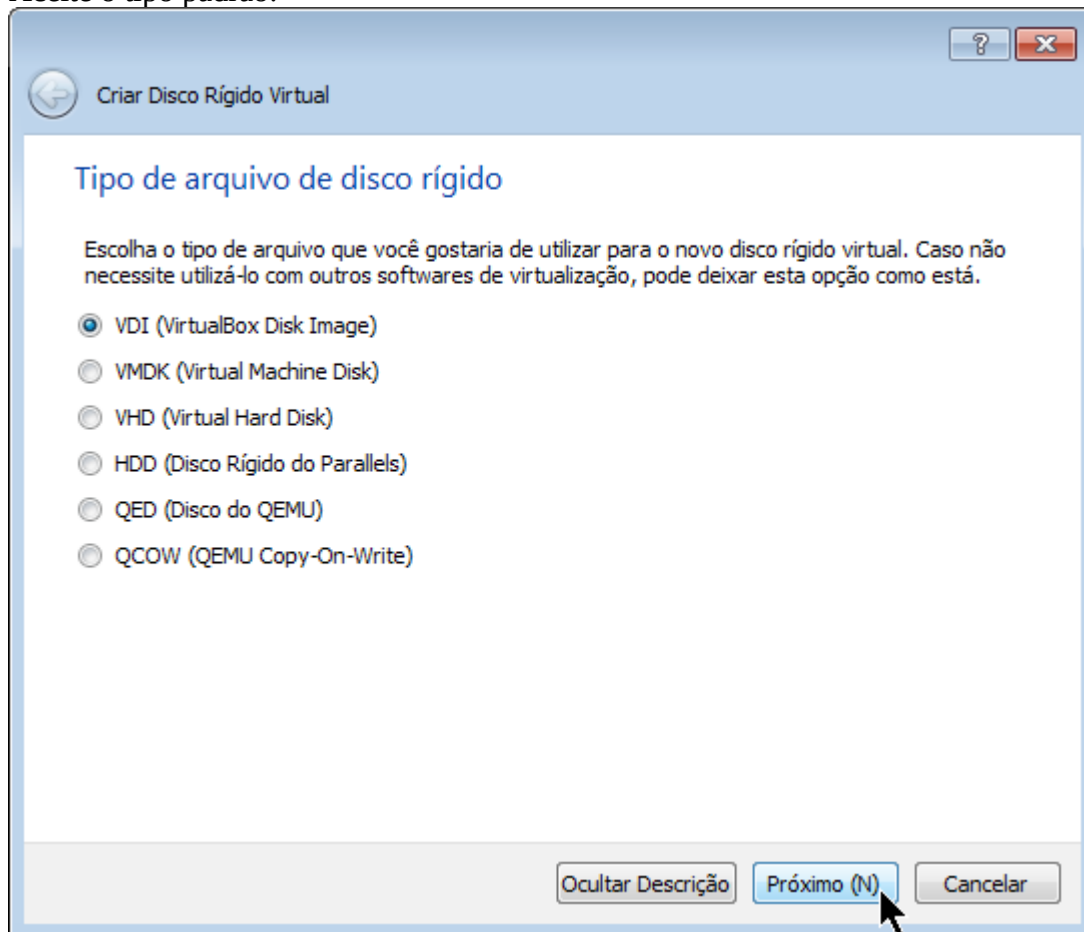 Aceite o tipo padrão.
Criar Disco Rígido Virtual
Tipo de arquivo de disco rígido
Escolha o tipo de arquivo que você gostaria de utilizar para o novo disco rígido virtual. Caso não
necessite utilizá-lo com outros softwares de virtualização, pode deixar esta opção como está.
VDI (VirtualBox Disk Image)
VMDK (Virtual Machine Disk)
VHD (Virtual Hard Disk)
HDD (Disco Rígido do Parallels)
QED (Disco do QEMU)
QCOW (QEMU Copy-On-Write)
Ocultar Descrição Próximo (N) Cancelar